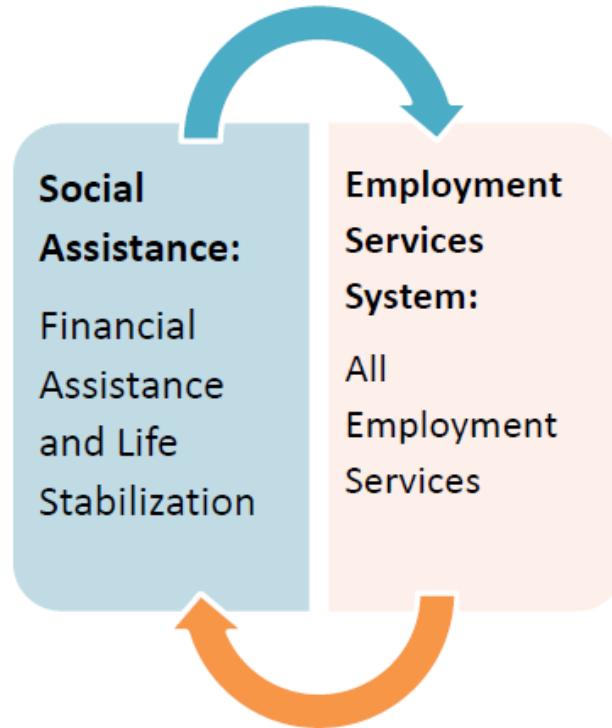 Social
Assistance:
Financial
Assistance
and Life
Stabilization
Employment
Services
System:
All
Employment
Services